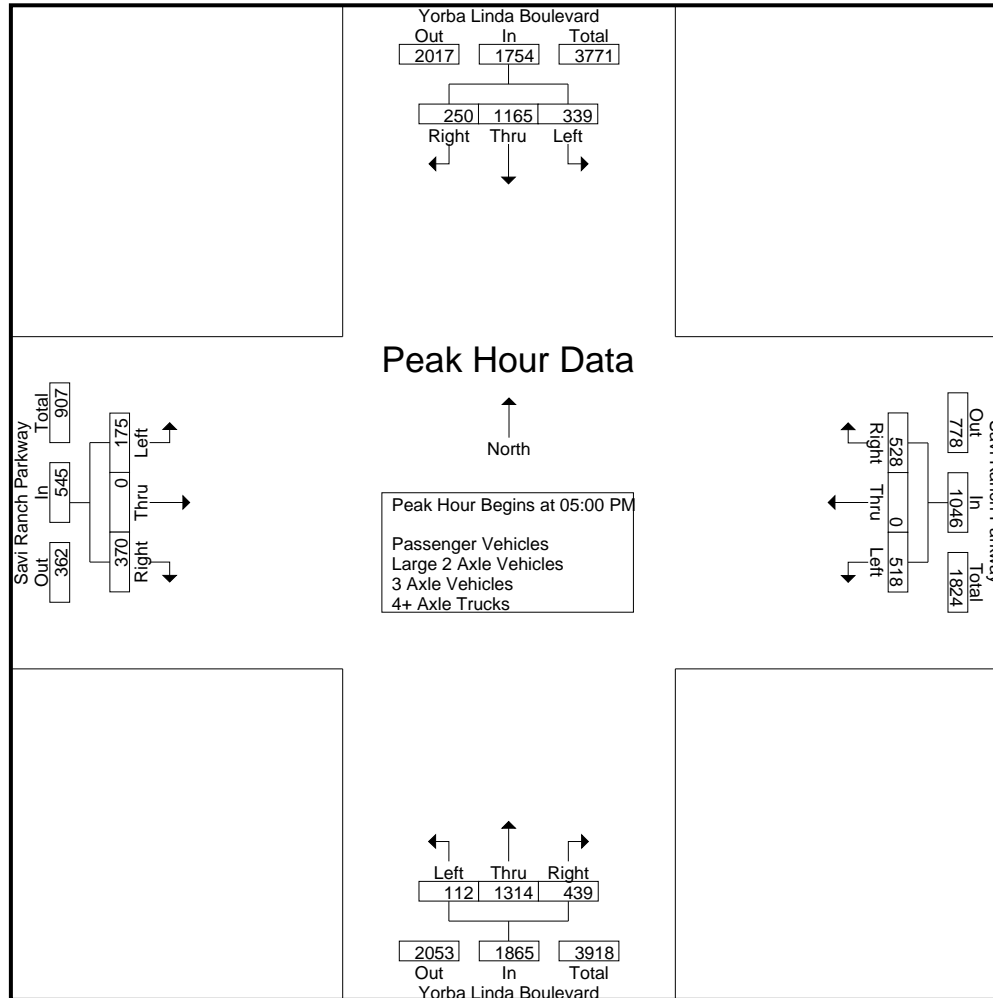 Yorba Linda Boulevard
Out In Total
2017 1754 3771
250 1165 339
Right Thru Left
Peak Hour Data
North
Peak Hour Begins at 05:00 PM
Passenger Vehicles
Large 2 Axle Vehicles
3 Axle Vehicles
4+ Axle Trucks
Savi Ranch Parkway
Out In Total
362 545 907
370 0 175
Right Thru Left
Savi Ranch Parkway
Out In Total
778 1046 1824
528 0 518
Right Thru Left
Left Thru Right
112 1314 439
2053 1865 3918
Out In Total
Yorba Linda Boulevard